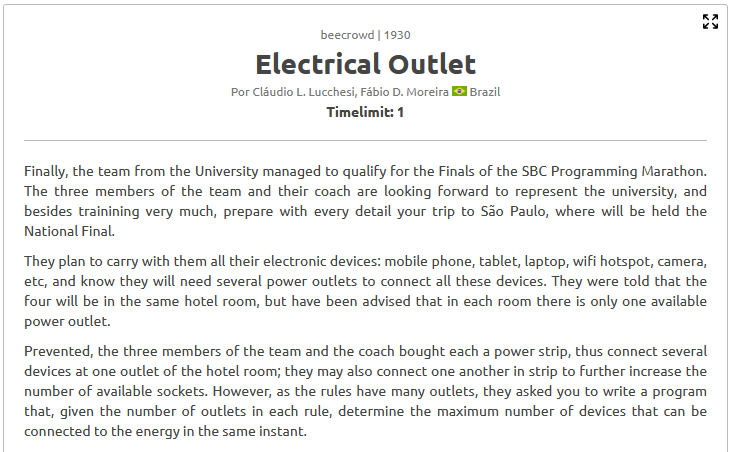 beecrowd | 1930
Electrical Outlet
Por Cláudio L. Lucchesi, Fábio D. Moreira Brazil
Timelimit: 1
Finally, the team from the University managed to qualify for the Finals of the SBC Programming Marathon.
The three members of the team and their coach are looking forward to represent the university, and
besides trainining very much, prepare with every detail your trip to São Paulo, where will be held the
National Final.
They plan to carry with them all their electronic devices: mobile phone, tablet, laptop, wifi hotspot, camera,
etc, and know they will need several power outlets to connect all these devices. They were told that the
four will be in the same hotel room, but have been advised that in each room there is only one available
power outlet.
Prevented, the three members of the team and the coach bought each a power strip, thus connect several
devices at one outlet of the hotel room; they may also connect one another in strip to further increase the
number of available sockets. However, as the rules have many outlets, they asked you to write a program
that, given the number of outlets in each rule, determine the maximum number of devices that can be
connected to the energy in the same instant.